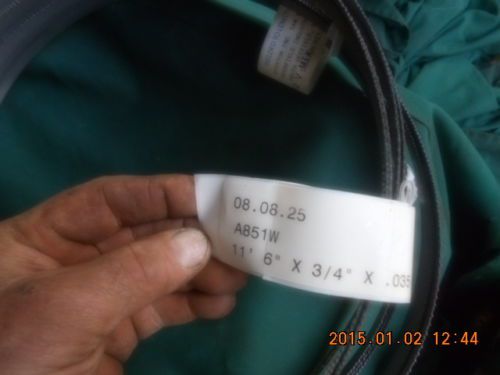 08.08.25
A851W
11' 6" X 3/4" X .035
2015.01.02 12:44